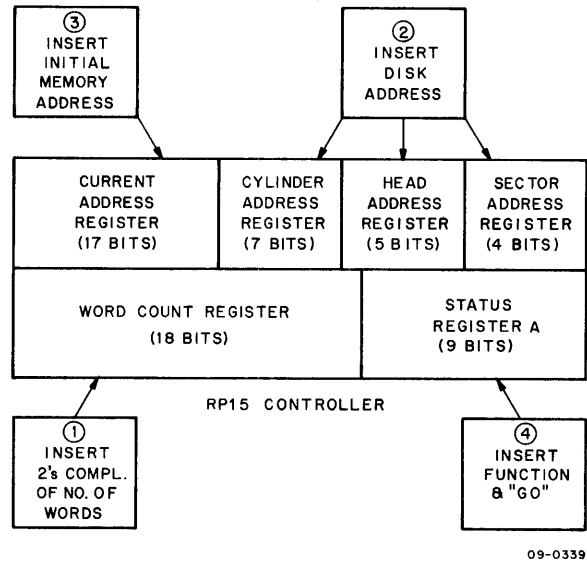 ③
INSERT
INITIAL
MEMORY
ADDRESS
②
INSERT
DISK
ADDRESS
CURRENT
ADDRESS
REGISTER
(17 BITS)
CYLINDER
ADDRESS
REGISTER
(7 BITS)
HEAD
ADDRESS
REGISTER
(5 BITS)
SECTOR
ADDRESS
REGISTER
(4 BITS)
WORD COUNT REGISTER
(18 BITS)
STATUS
REGISTER A
(9 BITS)
RP15 CONTROLLER
①
INSERT
2's COMPL.
OF NO. OF
WORDS
④
INSERT
FUNCTION
& "GO"
09-0339